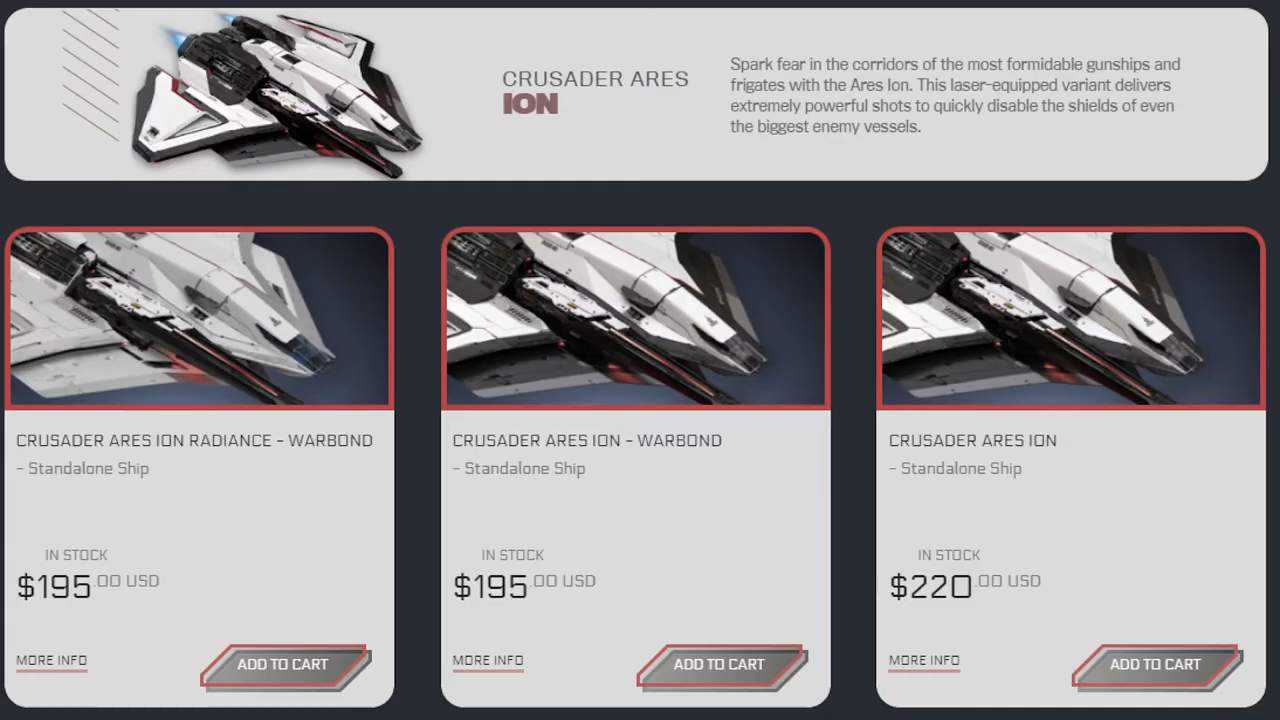 CRUSADER ARES
ION
Spark fear in the corridors of the most formidable gunships and
frigates with the Ares Ion. This laser-equipped variant delivers
extremely powerful shots to quickly disable the shields of even
the biggest enemy vessels.
CRUSADER ARES ION RADIANCE - WARBOND
- Standalone Ship
IN STOCK
$195.00 USD
MORE INFO
ADD TO CART
CRUSADER ARES ION - WARBOND
- Standalone Ship
IN STOCK
$195.00 USD
MORE INFO
ADD TO CART
CRUSADER ARES ION
- Standalone Ship
IN STOCK
$220.00 USD
MORE INFO
ADD TO CART